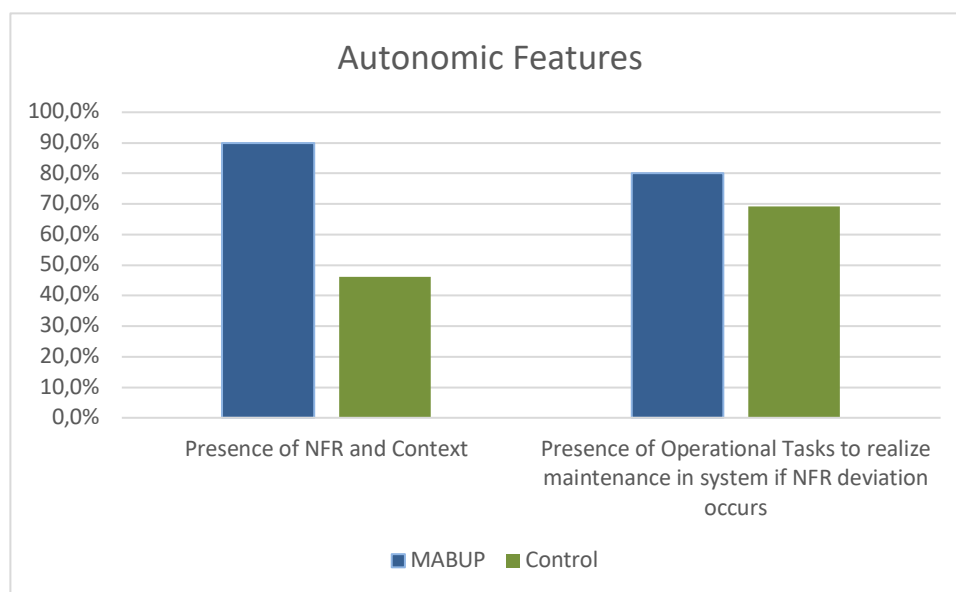 Autonomic Features
100,0%
90,0%
80,0%
70,0%
60,0%
50,0%
40,0%
30,0%
20,0%
10,0%
0,0%
Presence of NFR and Context
Presence of Operational Tasks to realize
maintenance in system if NFR deviation
occurs
MABUP
Control